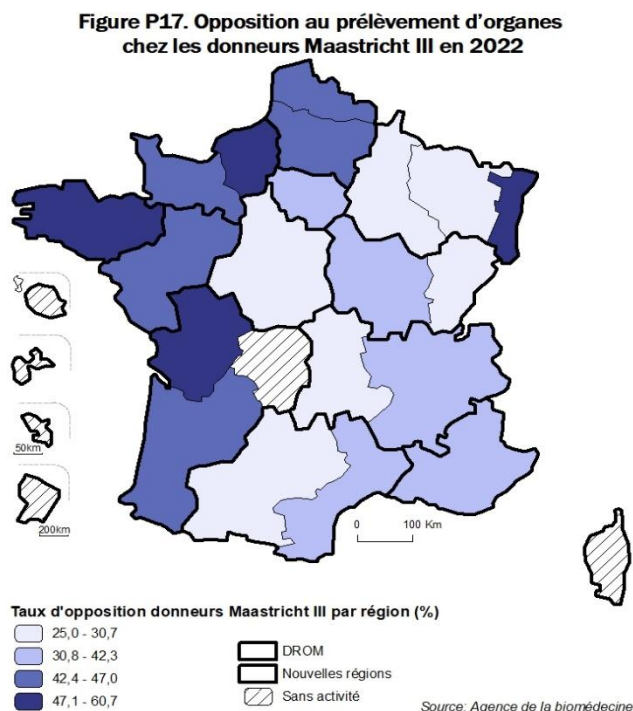 Figure P17. Opposition au prélèvement d'organes
chez les donneurs Maastricht III en 2022
50km
200km
0 100 Km
Taux d'opposition donneurs Maastricht III par région (%)
25,0 - 30,7
30,8 - 42,3
42,4 - 47,0
47,1 - 60,7
DROM
Nouvelles régions
Sans activité
Source: Agence de la biomédecine